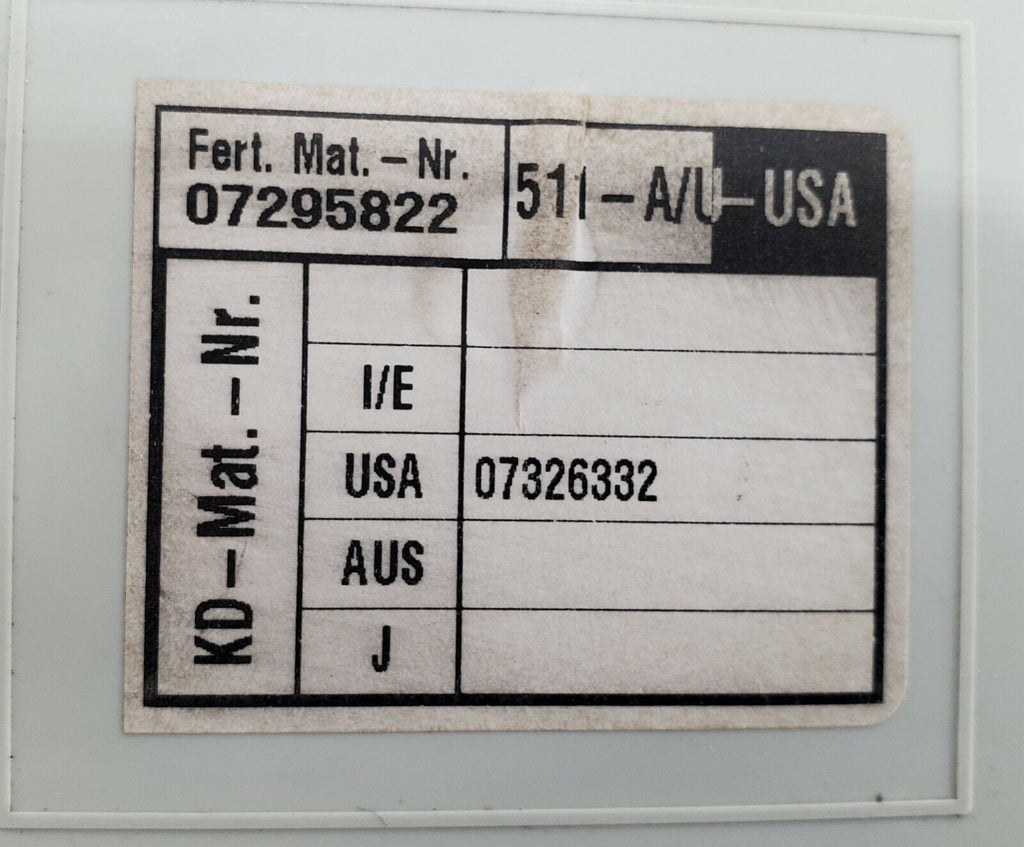 Fert. Mat.-Nr.
07295822
511-A/U-USA
KD-Mat.-Nr.
I/E
USA 07326332
AUS
J